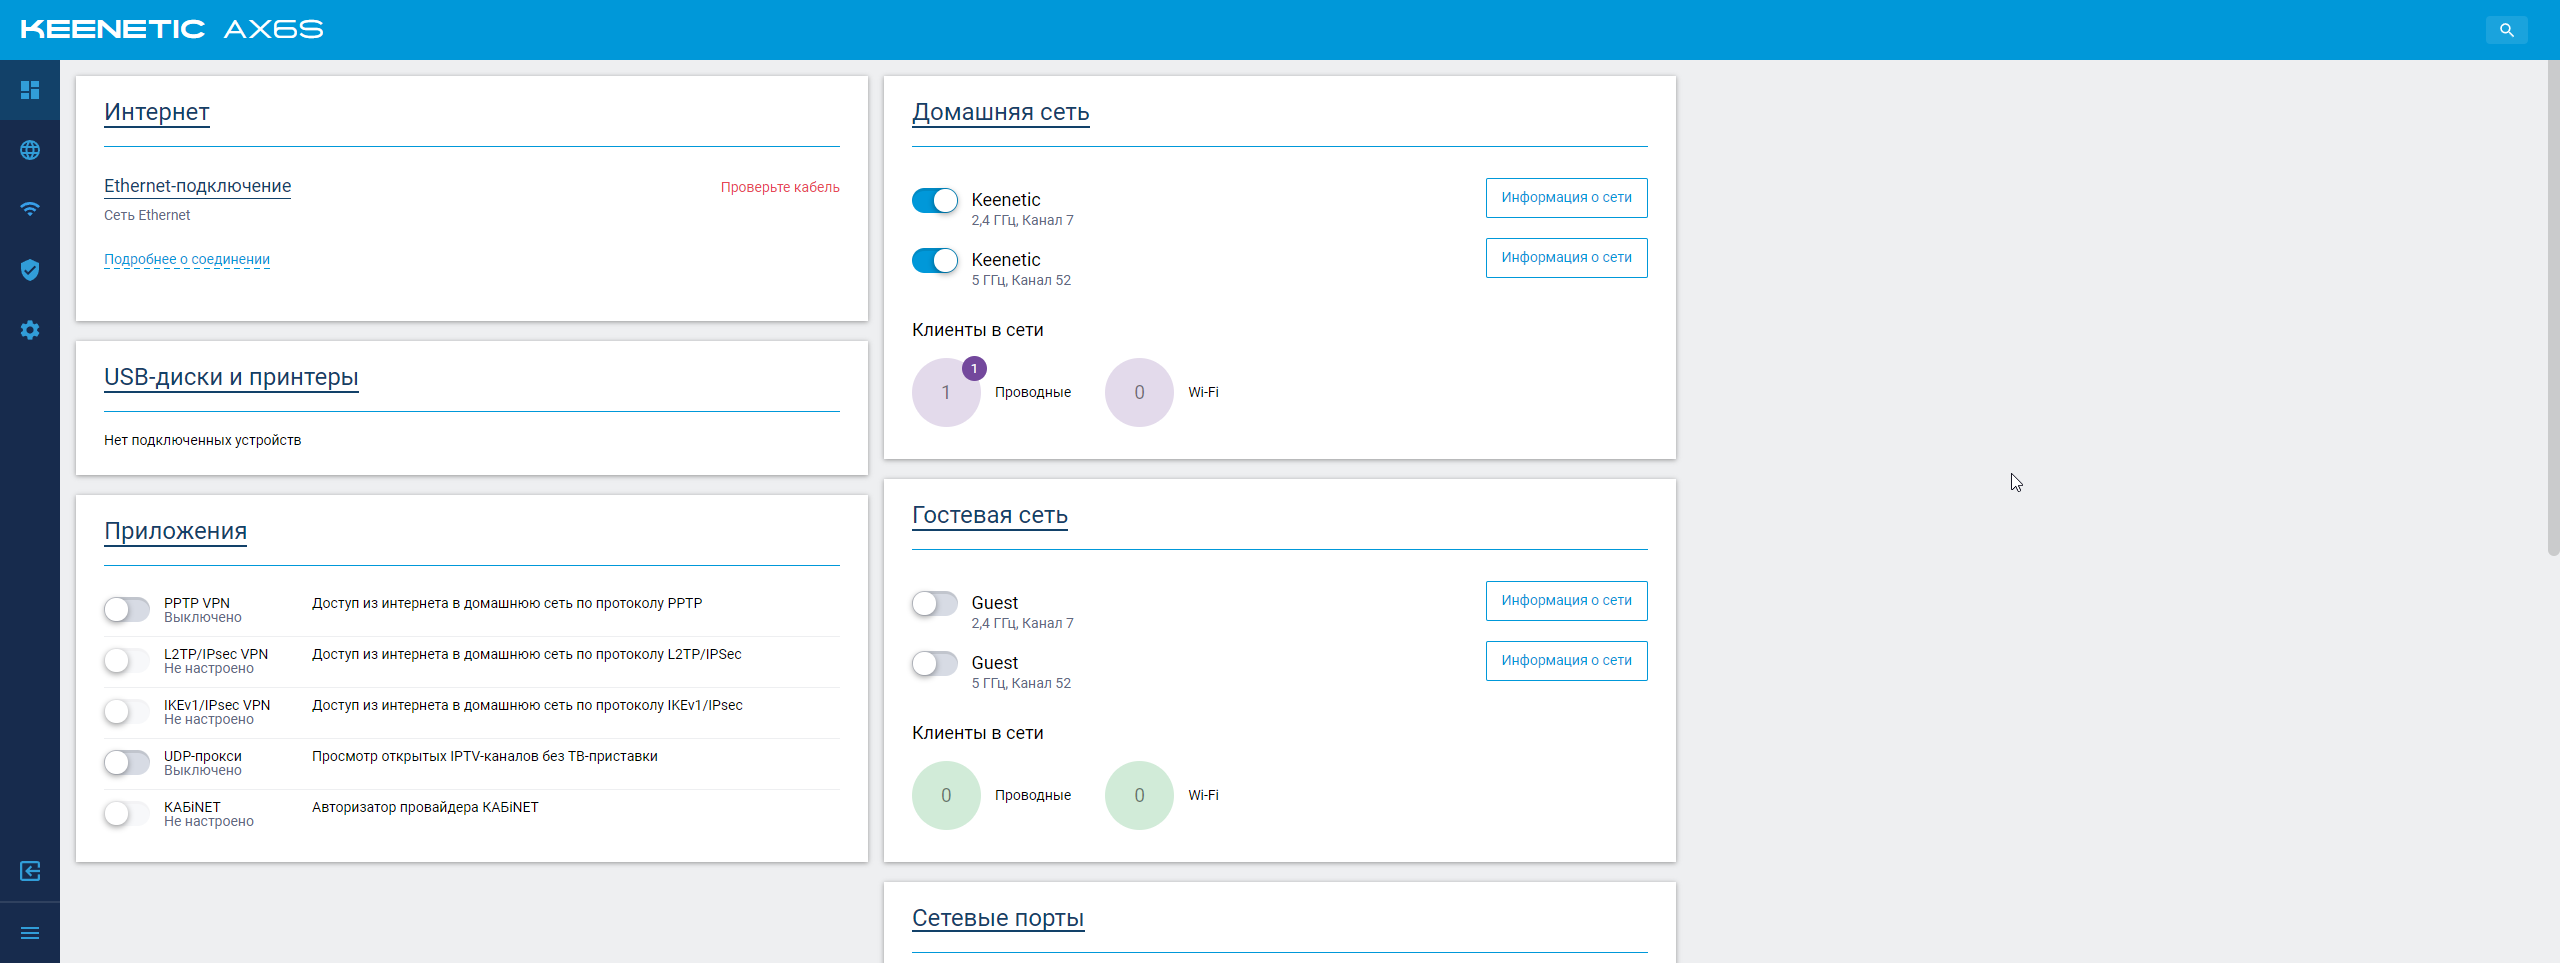 KEENETIC AX6S
Интернет
Ethernet-подключение
Проверьте кабель
Сеть Ethernet
Подробнее о соединении
USB-диски и принтеры
Нет подключенных устройств
Приложения
PPTP VPN
Выключено
Доступ из интернета в домашнюю сеть по протоколу PPTP
L2TP/IPsec VPN
Не настроено
Доступ из интернета в домашнюю сеть по протоколу L2TP/IPSec
IKEv1/IPsec VPN
Не настроено
Доступ из интернета в домашнюю сеть по протоколу IKEv1/IPsec
UDP-прокси
Выключено
Просмотр открытых IPTV-каналов без ТВ-приставки
КАБiNET
Не настроено
Авторизатор провайдера КАБiNET
Домашняя сеть
Keenetic
2,4 ГГц, Канал 7
Информация о сети
Keenetic
5 ГГц, Канал 52
Информация о сети
Клиенты в сети
1
1
Проводные
0
Wi-Fi
Гостевая сеть
Guest
2,4 ГГц, Канал 7
Информация о сети
Guest
5 ГГц, Канал 52
Информация о сети
Клиенты в сети
0
Проводные
0
Wi-Fi
Сетевые порты